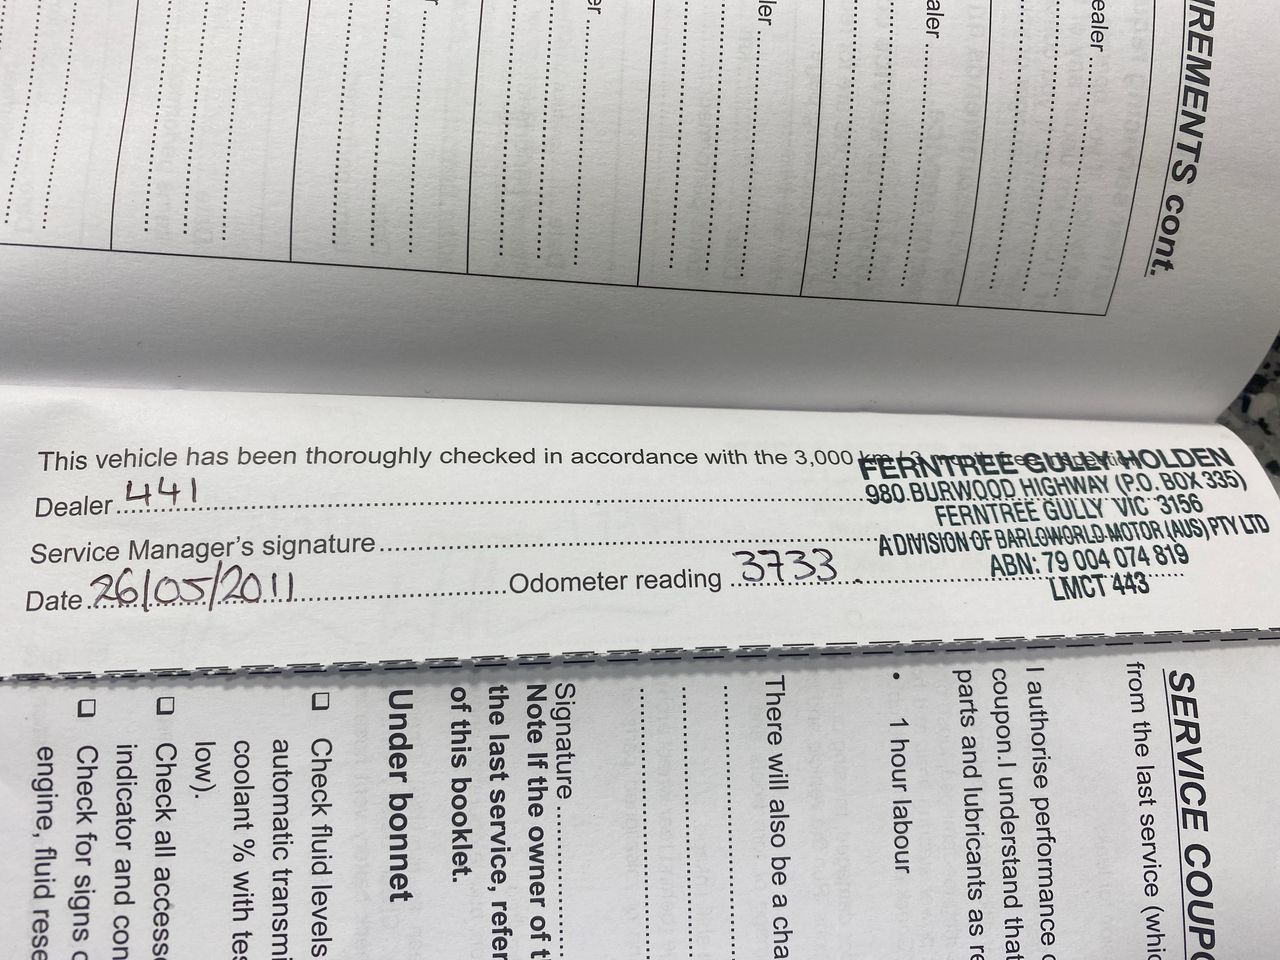 IREMENTS cont.
ealer
aler
ler
er
r
This vehicle has been thoroughly checked in accordance with the 3,000
FERNTREE GULLY HOLDEN
980 BURWOOD HIGHWAY (P.O. BOX 335)
FERNTREE GULLY VIC 3156
A DIVISION OF BARLOWORLD MOTOR (AUS) PTY LTD
ABN: 79 004 074 819
LMCT 443
Dealer 441
Service Manager's signature
Date 26/05/2011 Odometer reading 3733
SERVICE COUP
from the last service (whic
I authorise performance
coupon.I understand that
parts and lubricants as re
• 1 hour labour
There will also be a cha
Signature
Note If the owner of t
the last service, refer
of this booklet.
Under bonnet
❑ Check fluid levels
automatic transmi
coolant % with tes
low).
❑ Check all access
indicator and con
❑ Check for signs
engine, fluid rese